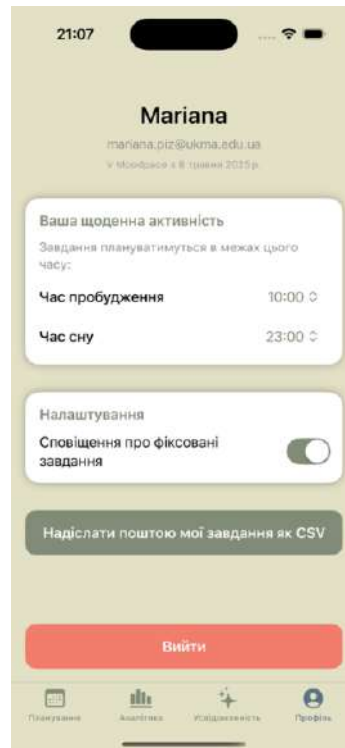 21:07
Mariana
mariana.piz@ukma.edu.ua
У Moodpace з 8 травня 2025 р.
Ваша щоденна активність
Завдання плануватимуться в межах цього
часу:
Час пробудження 10:00
Час сну 23:00
Налаштування
Сповіщення про фіксовані
завдання
Надіслати поштою мої завдання як CSV
Вийти
Планування Аналітика Усвідомленість Профіль